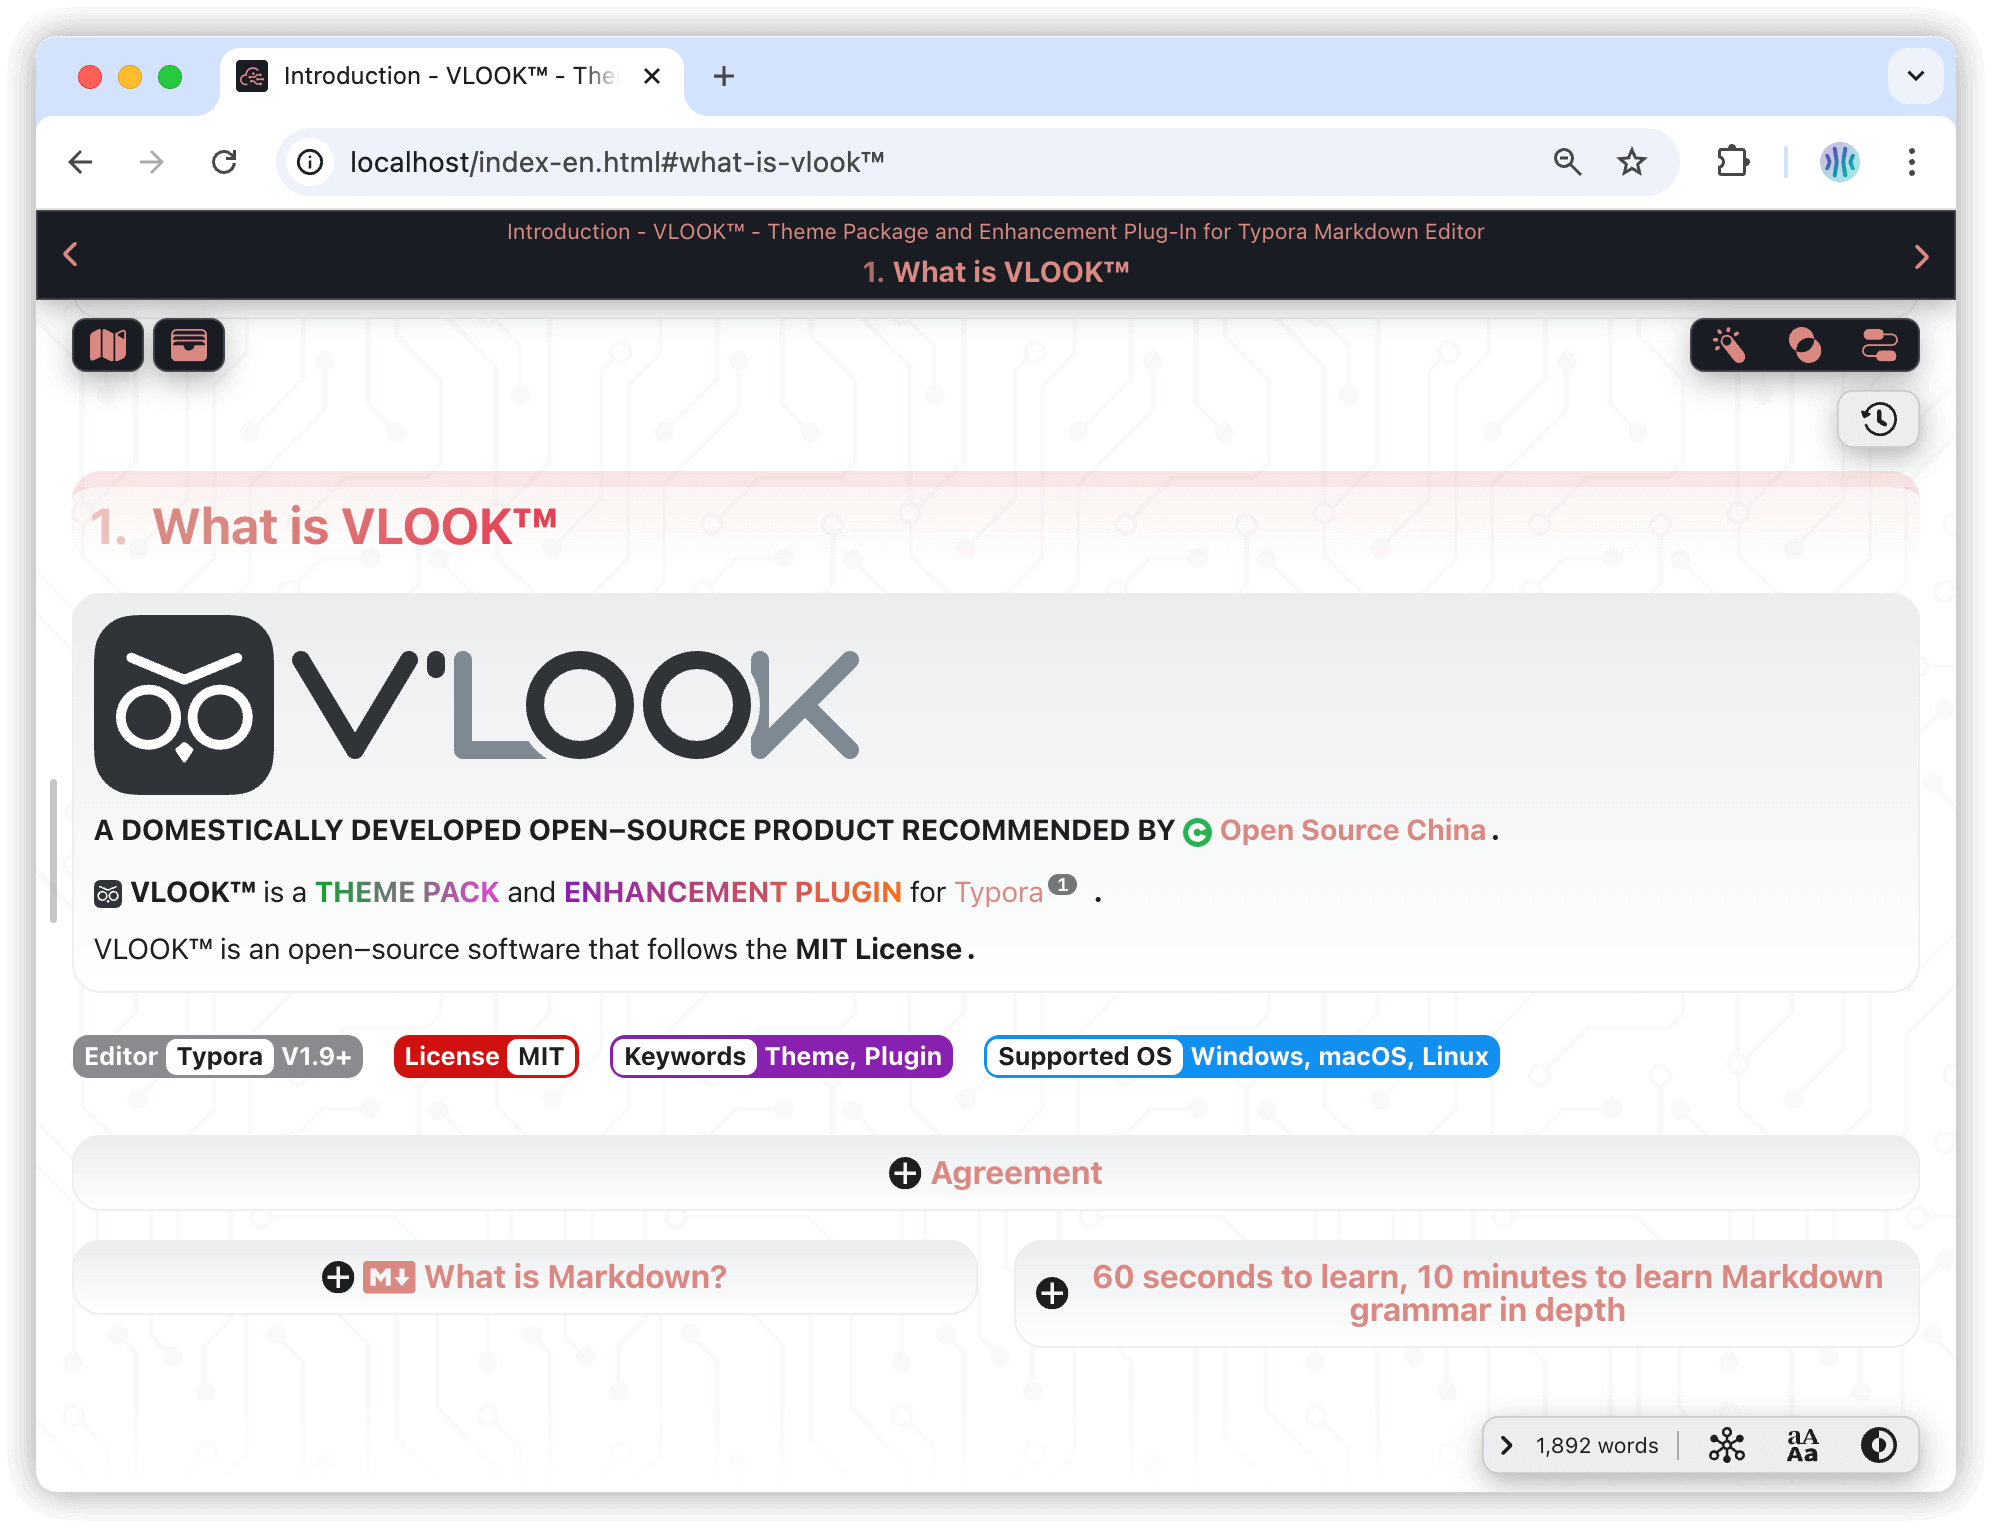 Introduction - VLOOK™ - The
localhost/index-en.html#what-is-vlook™
Introduction - VLOOK™ - Theme Package and Enhancement Plug-In for Typora Markdown Editor
1. What is VLOOK™
1. What is VLOOK™
V'LOOK
A DOMESTICALLY DEVELOPED OPEN–SOURCE PRODUCT RECOMMENDED BY Open Source China.
VLOOK™ is a THEME PACK and ENHANCEMENT PLUGIN for Typora 1 .
VLOOK™ is an open–source software that follows the MIT License.
Editor Typora V1.9+ License MIT Keywords Theme, Plugin Supported OS Windows, macOS, Linux
Agreement
M What is Markdown?
60 seconds to learn, 10 minutes to learn Markdown
grammar in depth
1,892 words
aA
Aa